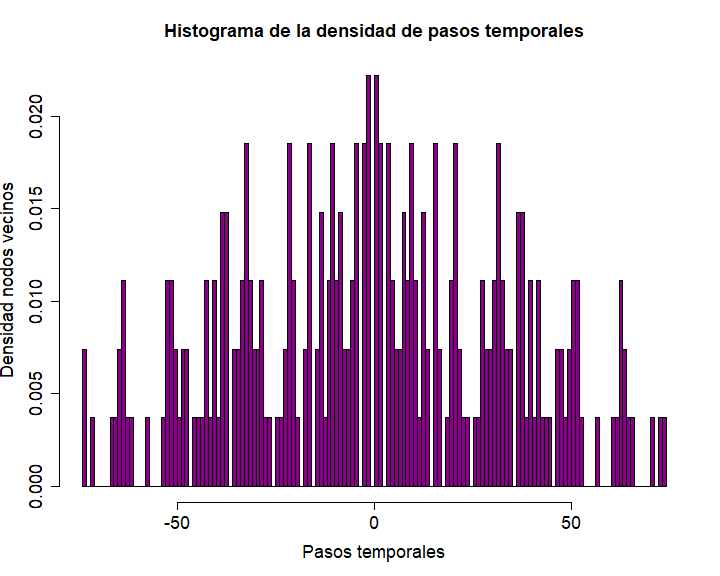 Histograma de la densidad de pasos temporales
Densidad nodos vecinos
0.020
0.015
0.010
0.005
0.000
-50
0
50
Pasos temporales